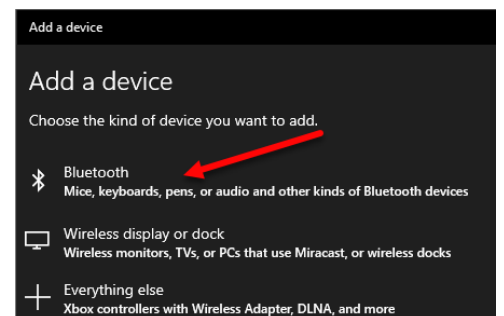 Add a device
Add a device
Choose the kind of device you want to add.
Bluetooth
Mice, keyboards, pens, or audio and other kinds of Bluetooth devices
Wireless display or dock
Wireless monitors, TVs, or PCs that use Miracast, or wireless docks
Everything else
Xbox controllers with Wireless Adapter, DLNA, and more